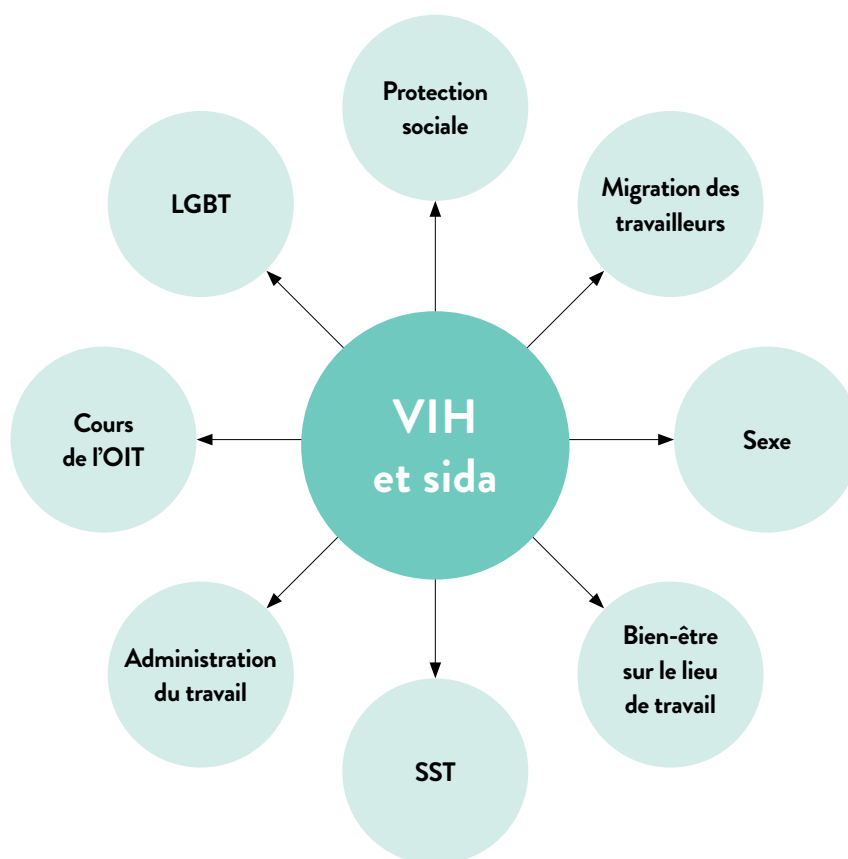 Protection
sociale
LGBT
Migration des
travailleurs
VIH
et sida
Cours
de l’OIT
Sexe
Administration
du travail
Bien-être
sur le lieu
de travail
SST